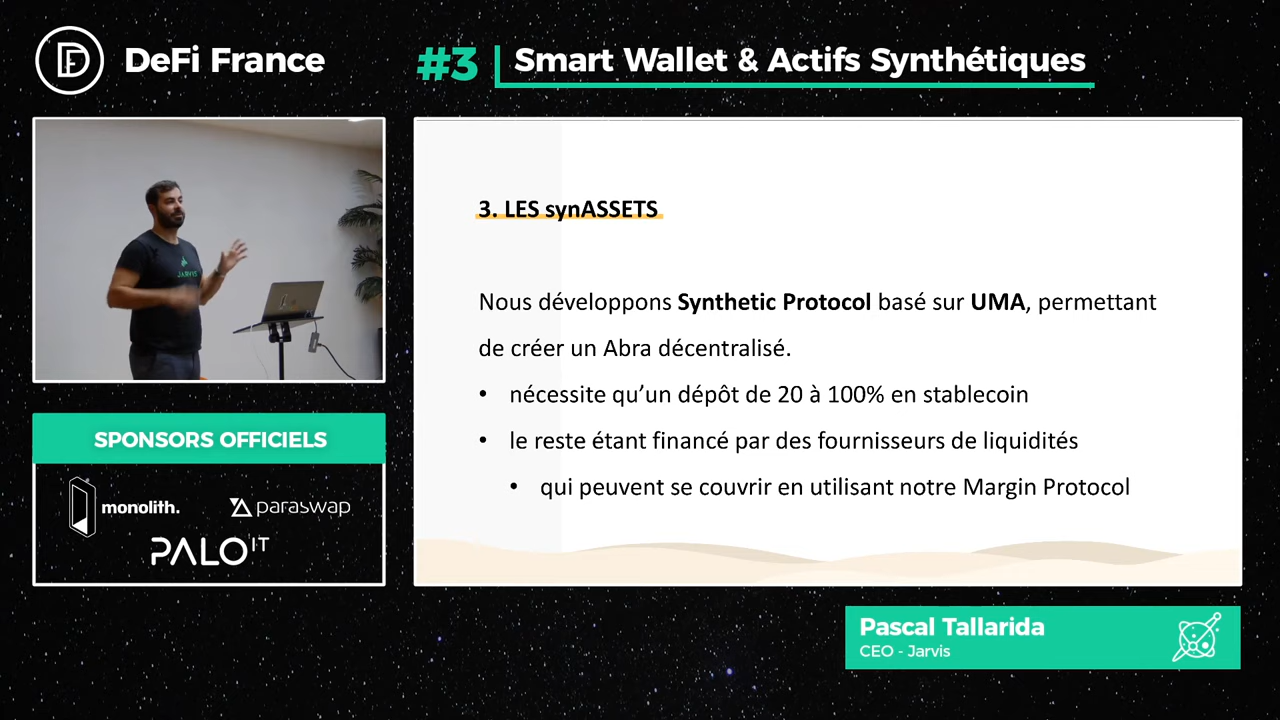 DeFi France
#3
Smart Wallet & Actifs Synthétiques
JARVIS
3. LES synASSETS
Nous développons Synthetic Protocol basé sur UMA, permettant
de créer un Abra décentralisé.
• nécessite qu’un dépôt de 20 à 100% en stablecoin
• le reste étant financé par des fournisseurs de liquidités
• qui peuvent se couvrir en utilisant notre Margin Protocol
SPONSORS OFFICIELS
monolith.
paraswap
PALO IT
Pascal Tallarida
CEO - Jarvis